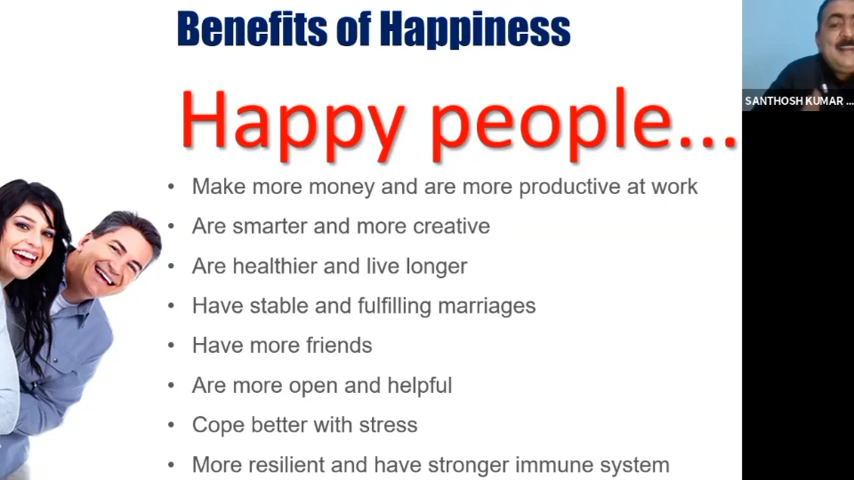 Benefits of Happiness
Happy people...
• Make more money and are more productive at work
• Are smarter and more creative
• Are healthier and live longer
• Have stable and fulfilling marriages
• Have more friends
• Are more open and helpful
• Cope better with stress
• More resilient and have stronger immune system
SANTHOSH KUMAR ...